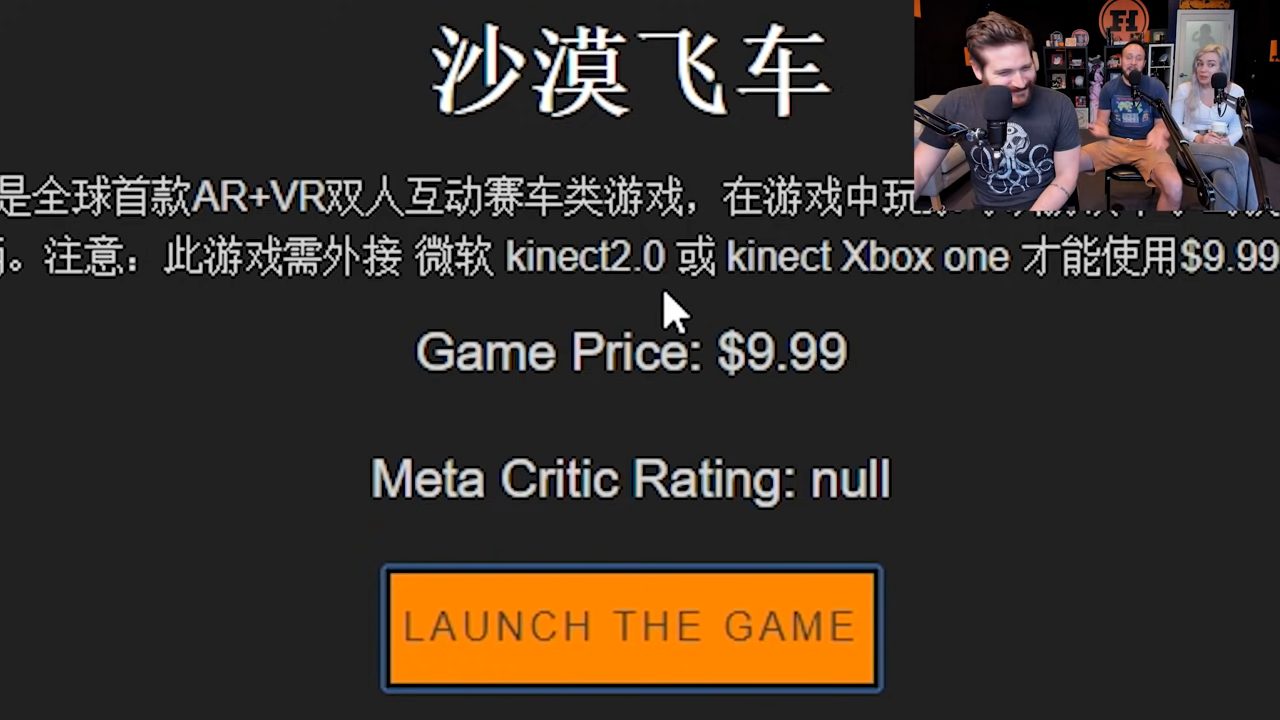 沙漠飞车
是全球首款AR+VR双人互动赛车类游戏，在游戏中玩
。注意：此游戏需外接 微软 kinect2.0 或 kinect Xbox one 才能使用$9.99
Game Price: $9.99
Meta Critic Rating: null
LAUNCH THE GAME